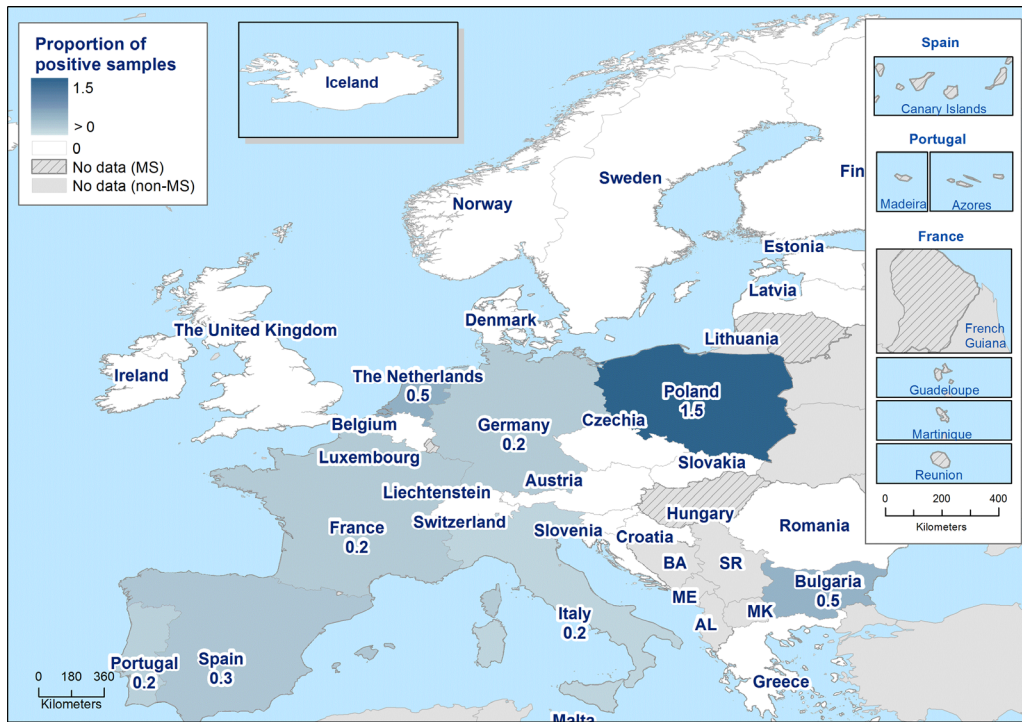 Proportion of
positive samples
1.5
> 0
0
No data (MS)
No data (non-MS)
Iceland
Norway
Sweden
Fin
Estonia
Latvia
Lithuania
Denmark
The United Kingdom
Ireland
The Netherlands
0.5
Belgium
Luxembourg
Germany
0.2
Poland
1.5
Czechia
Slovakia
Austria
Liechtenstein
Switzerland
France
0.2
Slovenia
Croatia
Hungary
Romania
BA
SR
ME
MK
AL
Bulgaria
0.5
Italy
0.2
Greece
Portugal
0.2
Spain
0.3
Malta
0 180 360
Kilometers
Spain
Canary Islands
Portugal
Madeira
Azores
France
French
Guiana
Guadeloupe
Martinique
Reunion
0 200 400
Kilometers